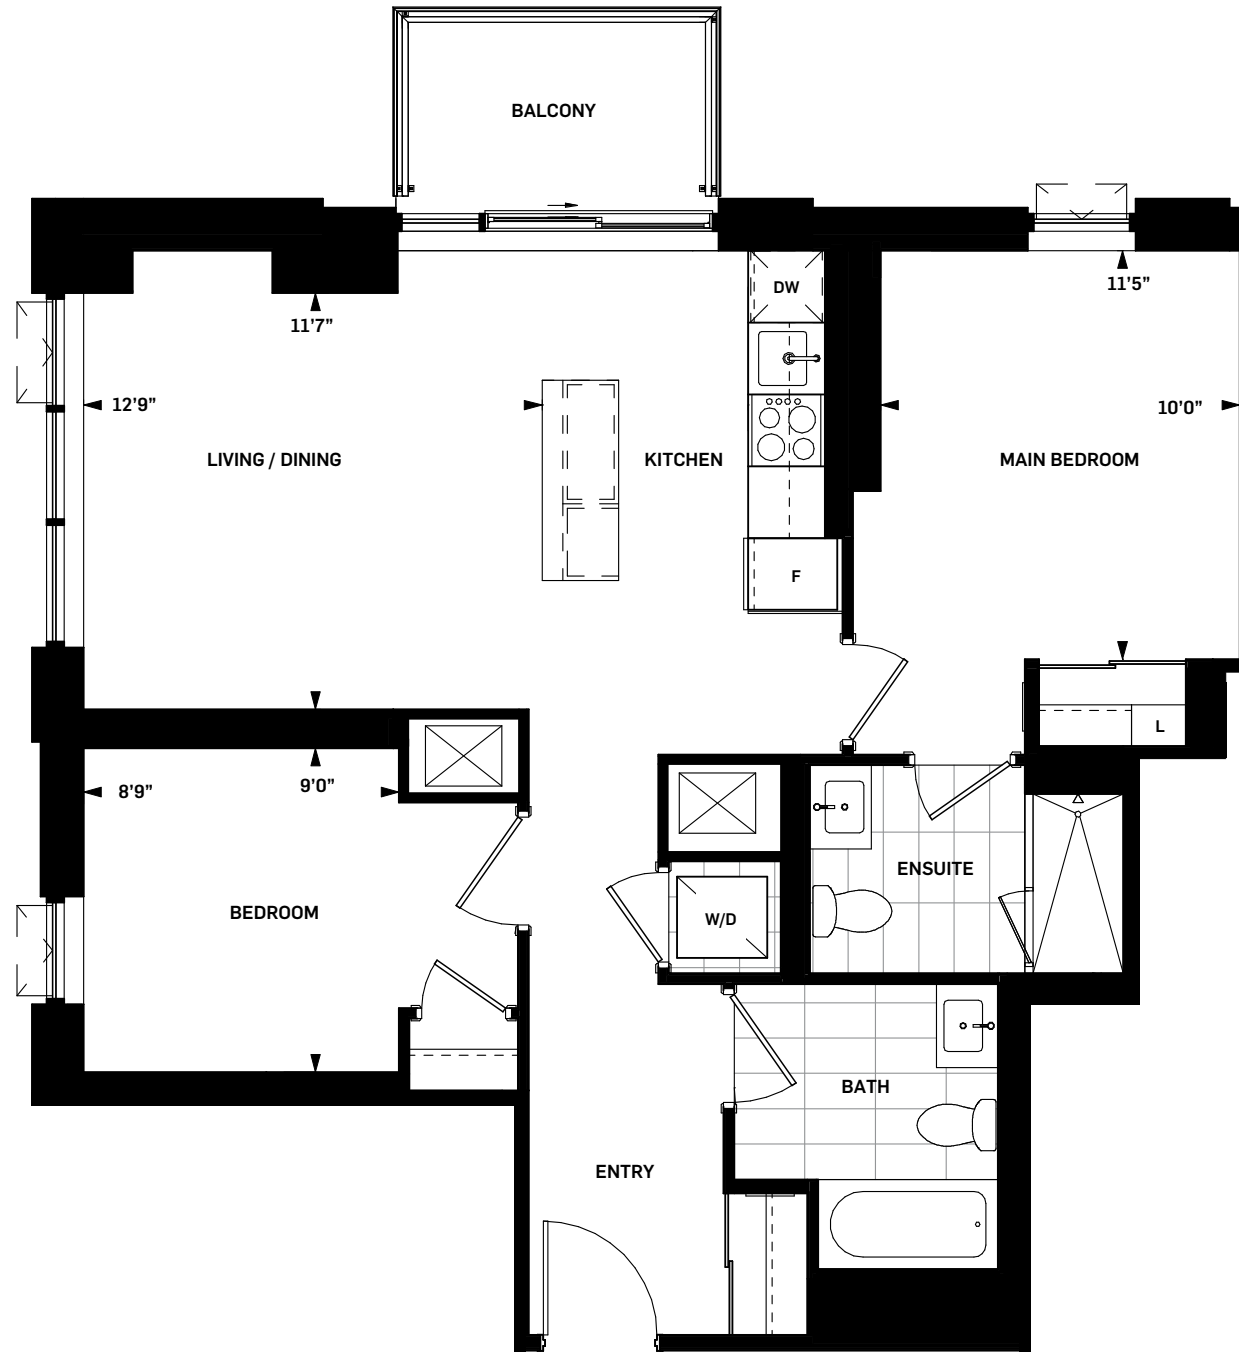 BALCONY
DW
11’5”
11’7”
12’9”
10’0”
LIVING / DINING
KITCHEN
MAIN BEDROOM
F
L
9’0”
8’9”
ENSUITE
BEDROOM
W/D
BATH
ENTRY